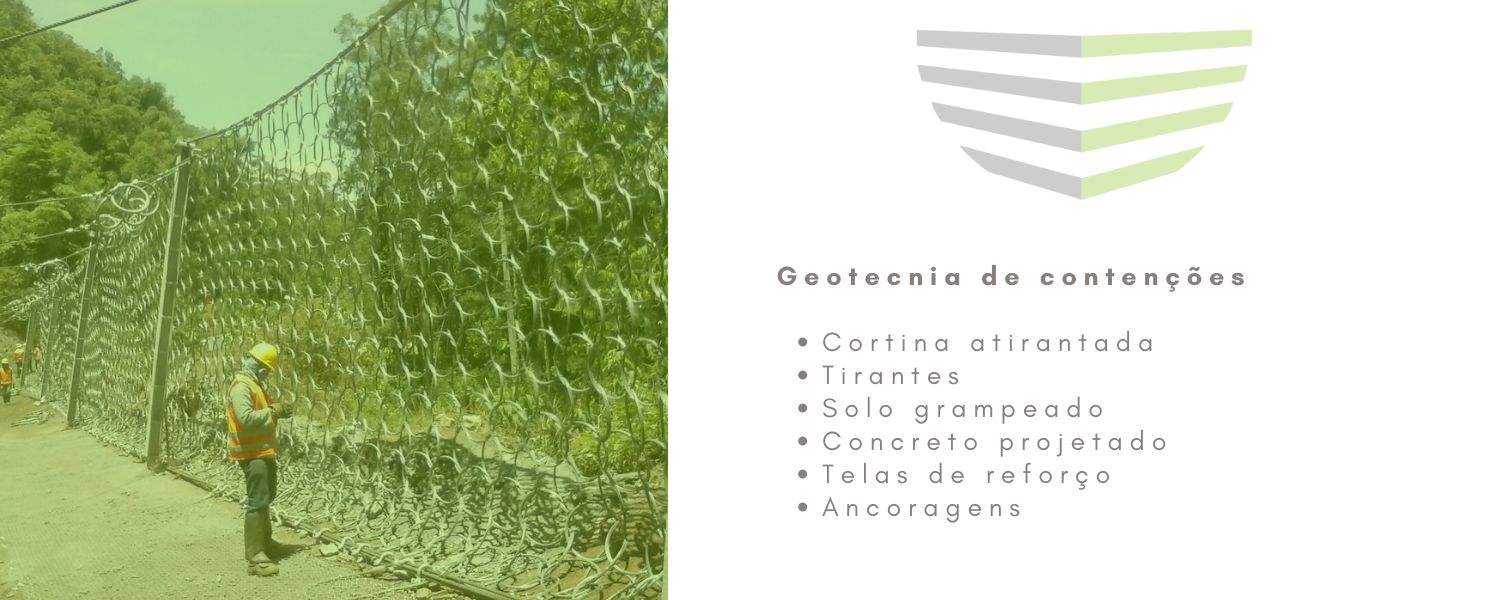 Geotecnia de contenções
Cortina atirantada
Tirantes
Solo grampeado
Concreto projetado
Telas de reforço
Ancoragens